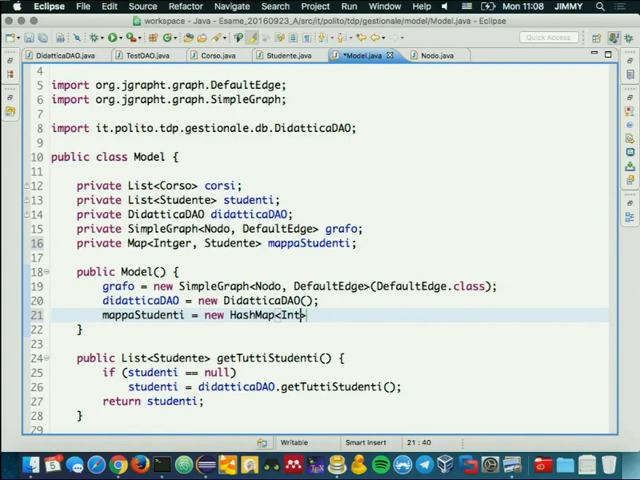 Eclipse File Edit Source Refactor Navigate Search Project Run Window Help Mon 11:08 JIMMY
workspace - Java - Esame_20160923_A/src/it/polito/tdp/gestionale/model/Model.java - Eclipse
Quick Access
DidatticaDAO.java TestDAO.java Corso.java Studente.java *Model.java Nodo.java
4
5 import org.jgrapht.graph.DefaultEdge;
6 import org.jgrapht.graph.SimpleGraph;
7
8 import it.polito.tdp.gestionale.db.DidatticaDAO;
9
10 public class Model {
11
12 private List<Corso> corsi;
13 private List<Studente> studenti;
14 private DidatticaDAO didatticaDAO;
15 private SimpleGraph<Nodo, DefaultEdge> grafo;
16 private Map<Intger, Studente> mappaStudenti;
17
18 public Model() {
19 grafo = new SimpleGraph<Nodo, DefaultEdge>(DefaultEdge.class);
20 didatticaDAO = new DidatticaDAO();
21 mappaStudenti = new HashMap<Int>
22 }
23
24 public List<Studente> getTuttiStudenti() {
25 if (studenti == null)
26 studenti = didatticaDAO.getTuttiStudenti();
27 return studenti;
28 }
29
Writable Smart Insert 21 : 40